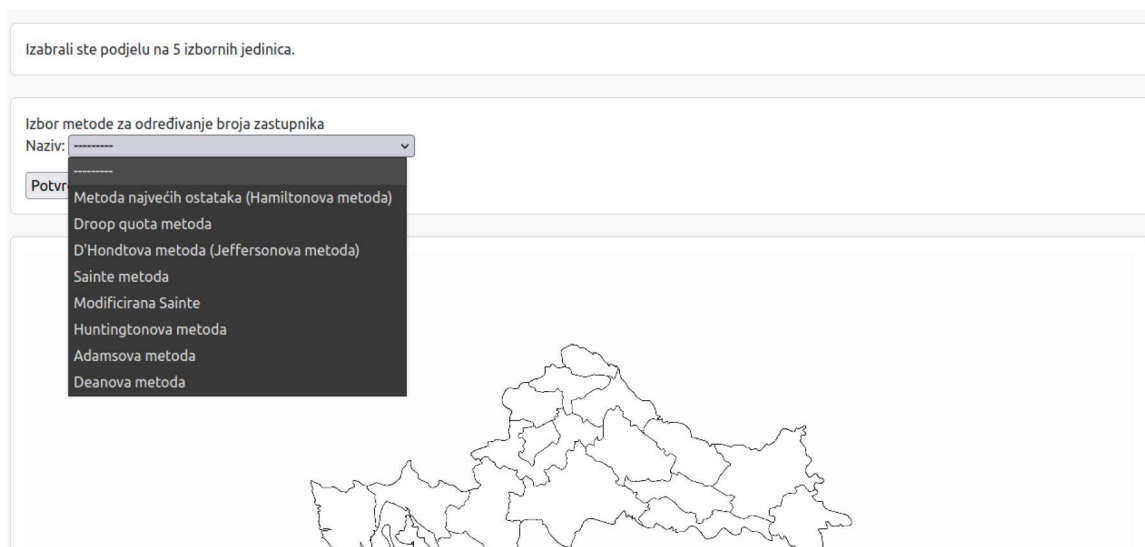 Izabrali ste podjelu na 5 izbornih jedinica.
Izbor metode za određivanje broja zastupnika
Naziv: ---------
---------
Metoda najvećih ostataka (Hamiltonova metoda)
Droop quota metoda
D'Hondtova metoda (Jeffersonova metoda)
Sainte metoda
Modificirana Sainte
Huntingtonova metoda
Adamsova metoda
Deanova metoda